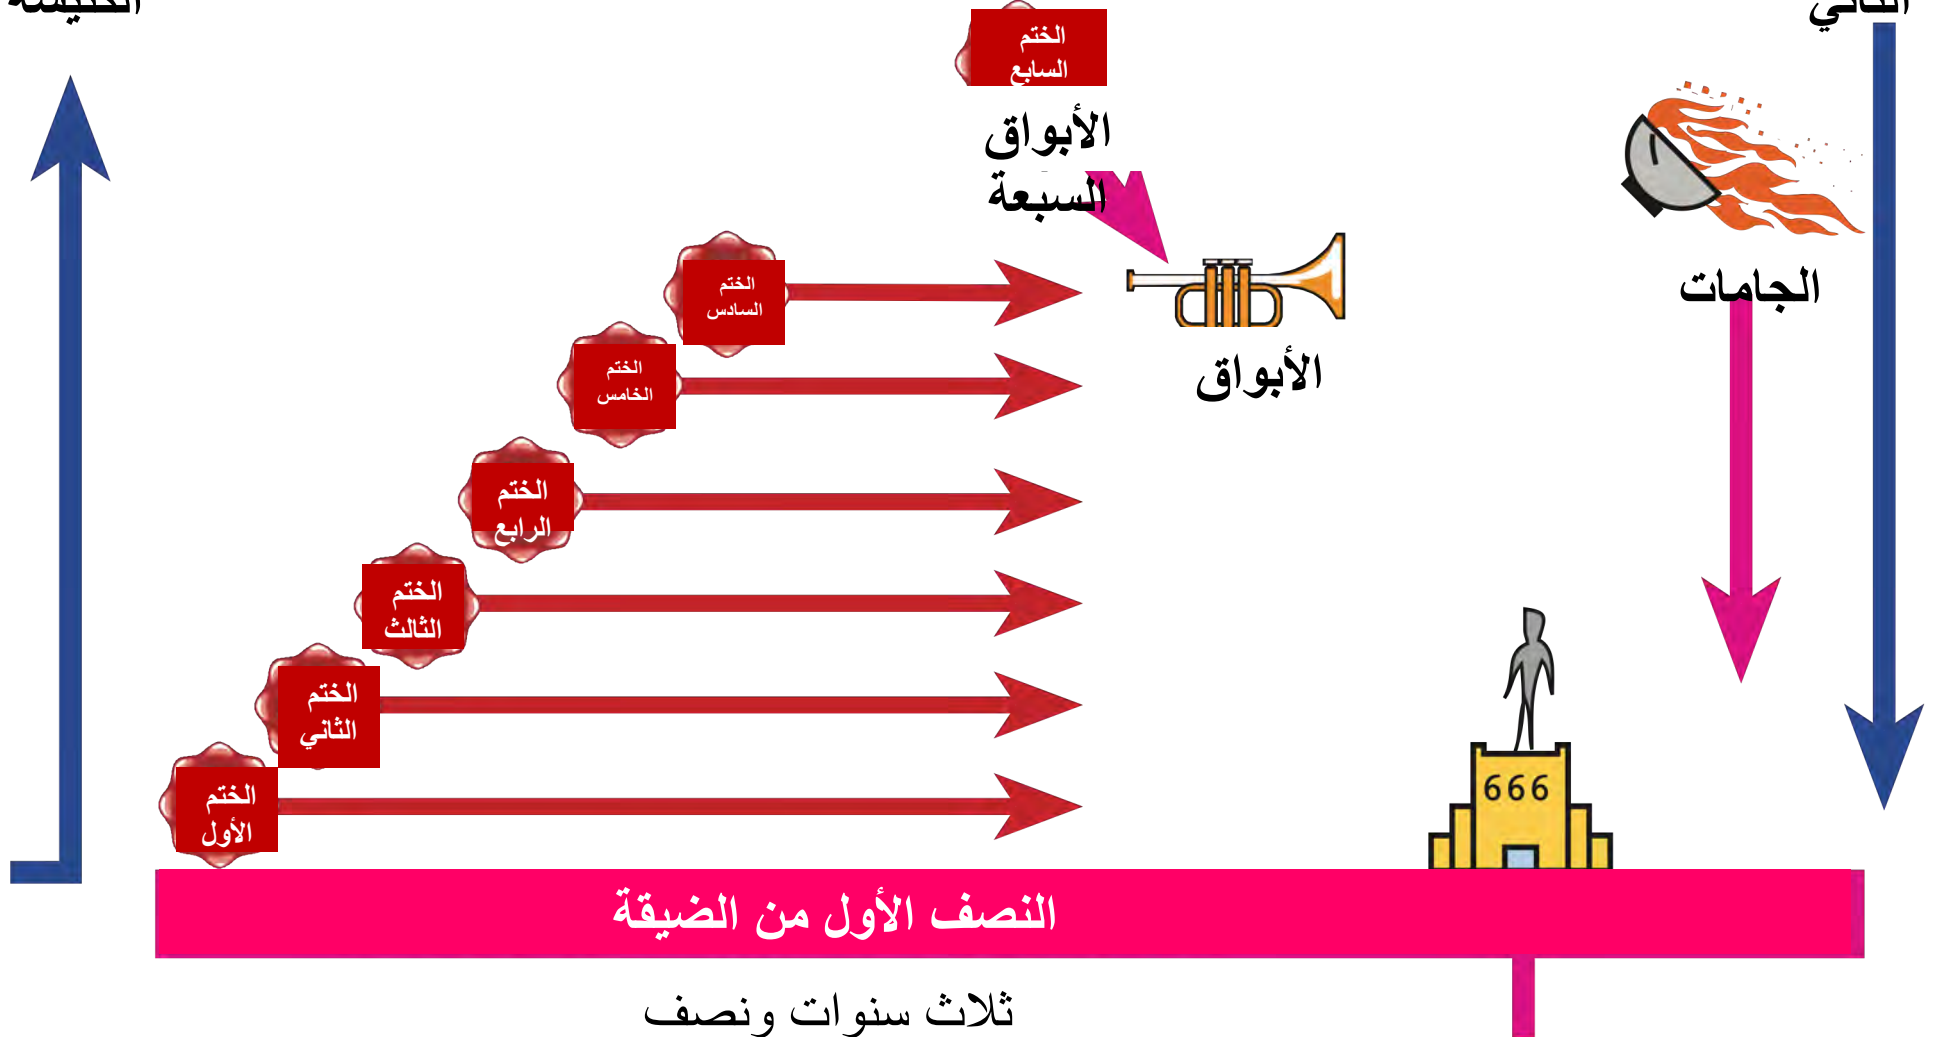 الختم
السابع
الأبواق
السبعة
الختم
السادس
الجامات
الختم
الخامس
الأبواق
الختم
الرابع
الختم
الثالث
الختم
الثاني
666
الختم
الأول
النصف الأول من الضيقة
ثلاث سنوات ونصف